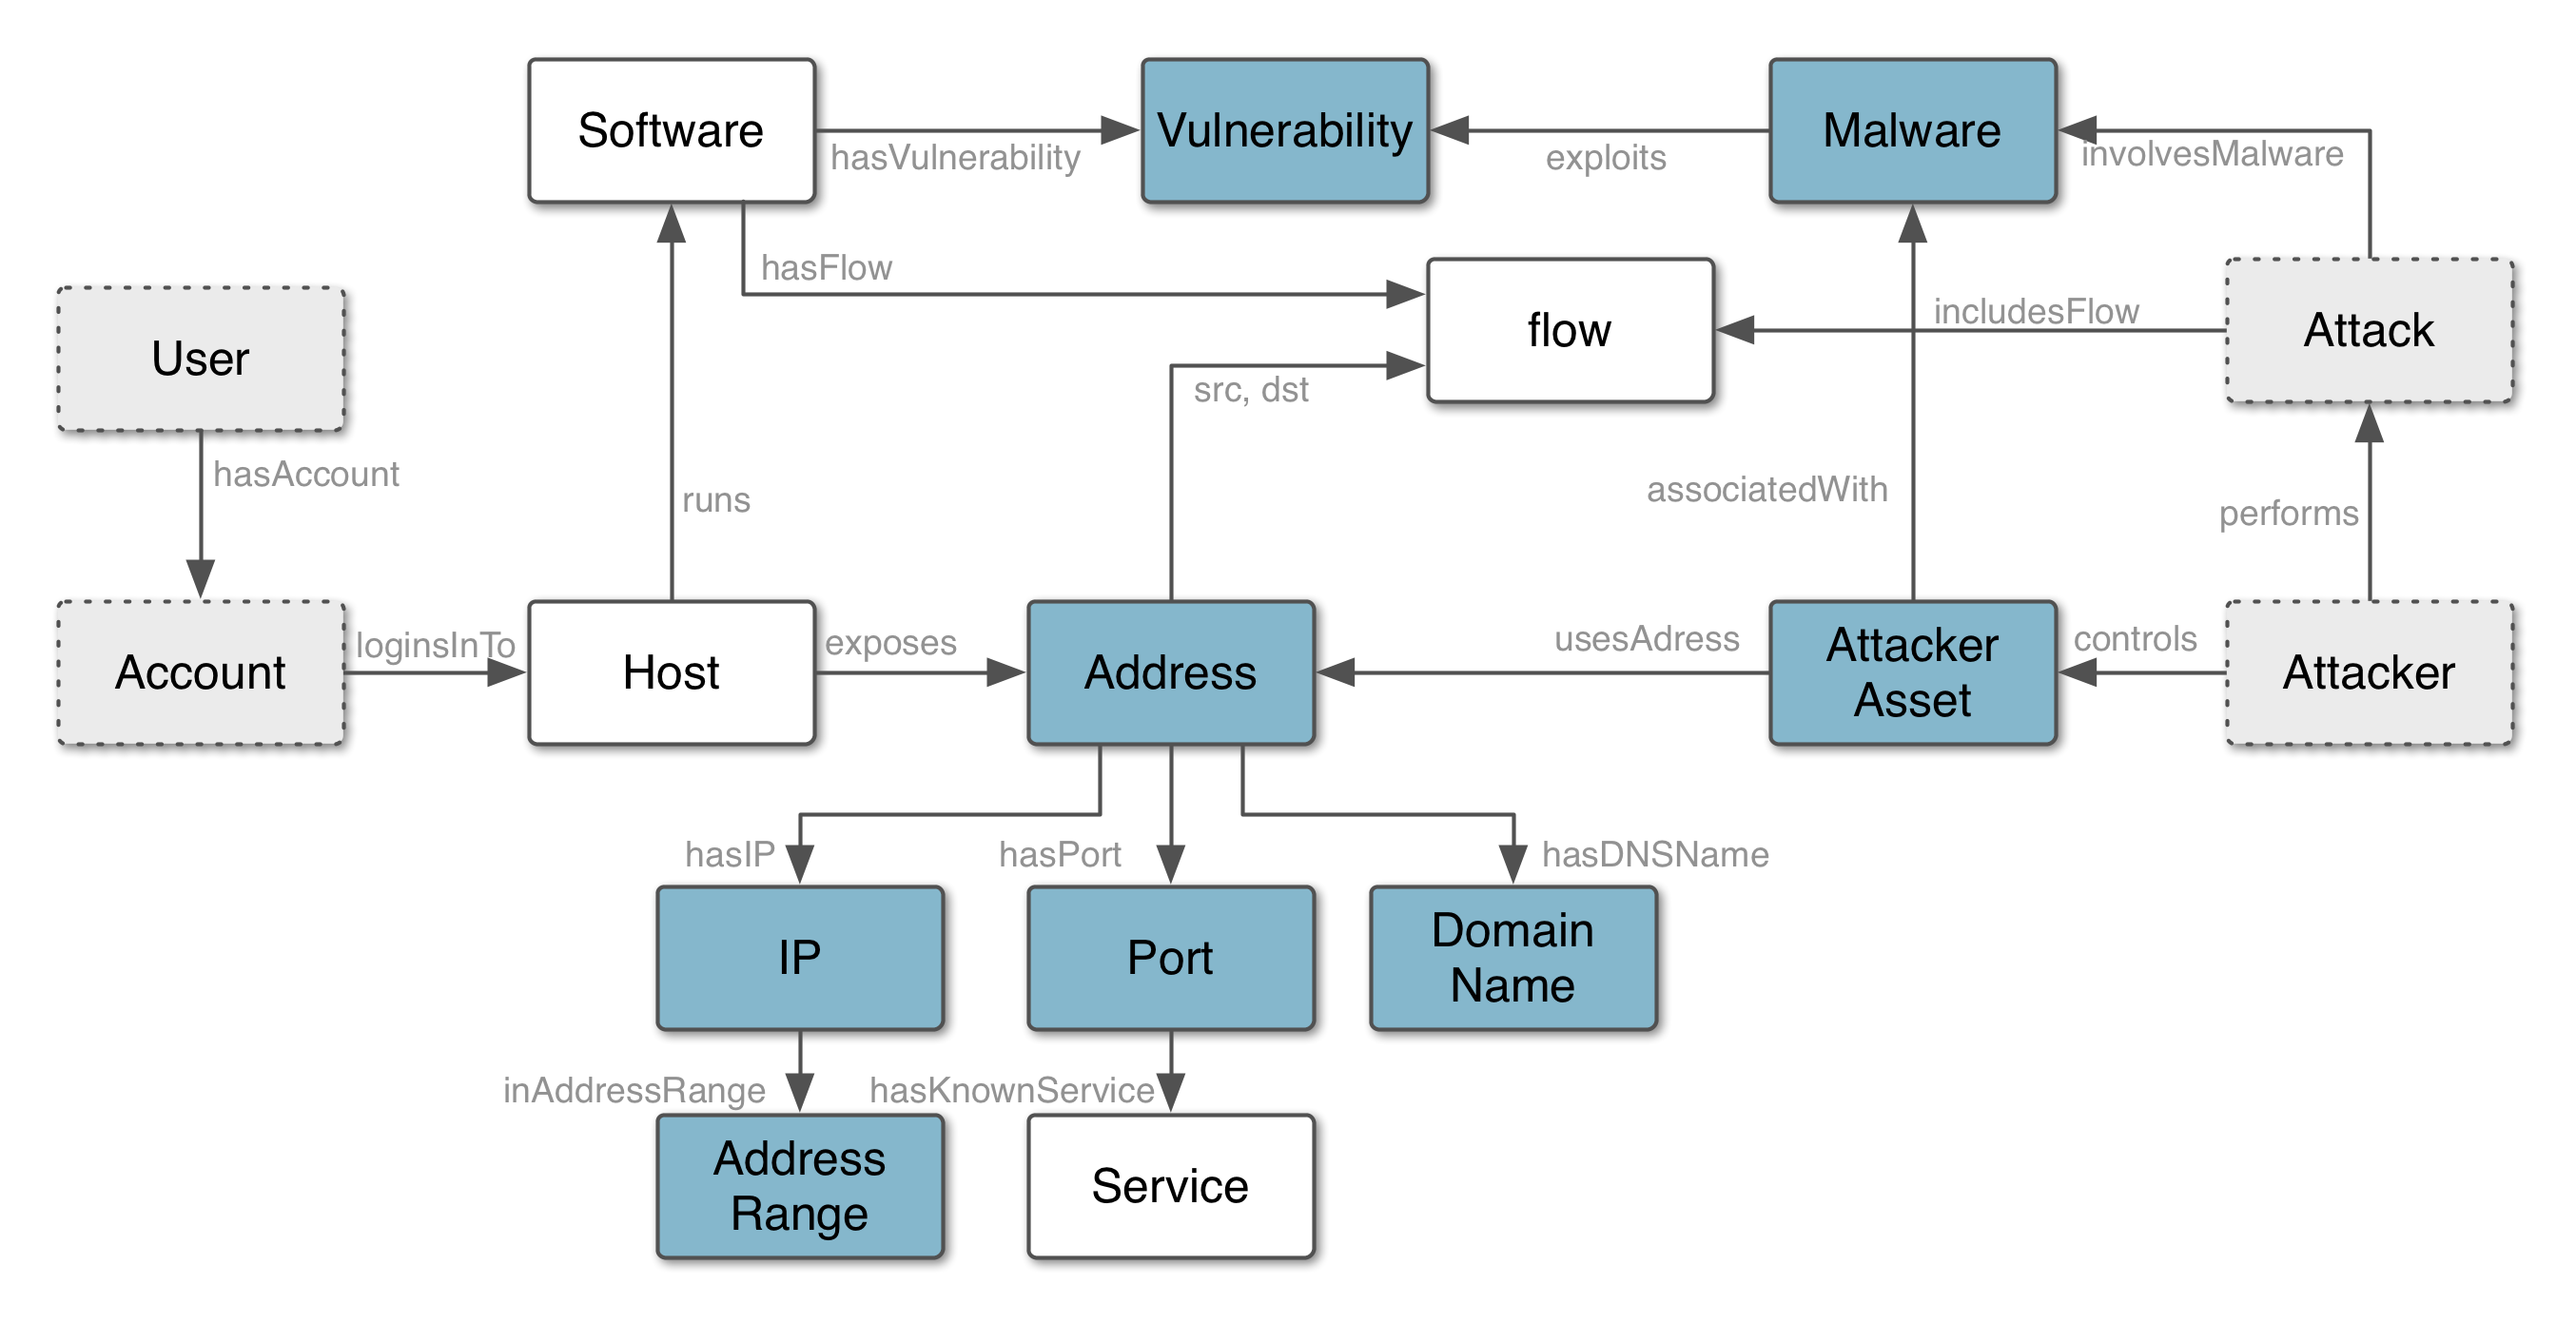 Software
Vulnerability
Malware
hasVulnerability
exploits
involvesMalware
hasFlow
User
flow
includesFlow
Attack
src, dst
hasAccount
runs
associatedWith
performs
Account
loginsInTo
Host
exposes
Address
usesAdress
Attacker
Asset
controls
Attacker
hasIP
hasPort
hasDNSName
IP
Port
Domain
Name
inAddressRange
hasKnownService
Address
Range
Service